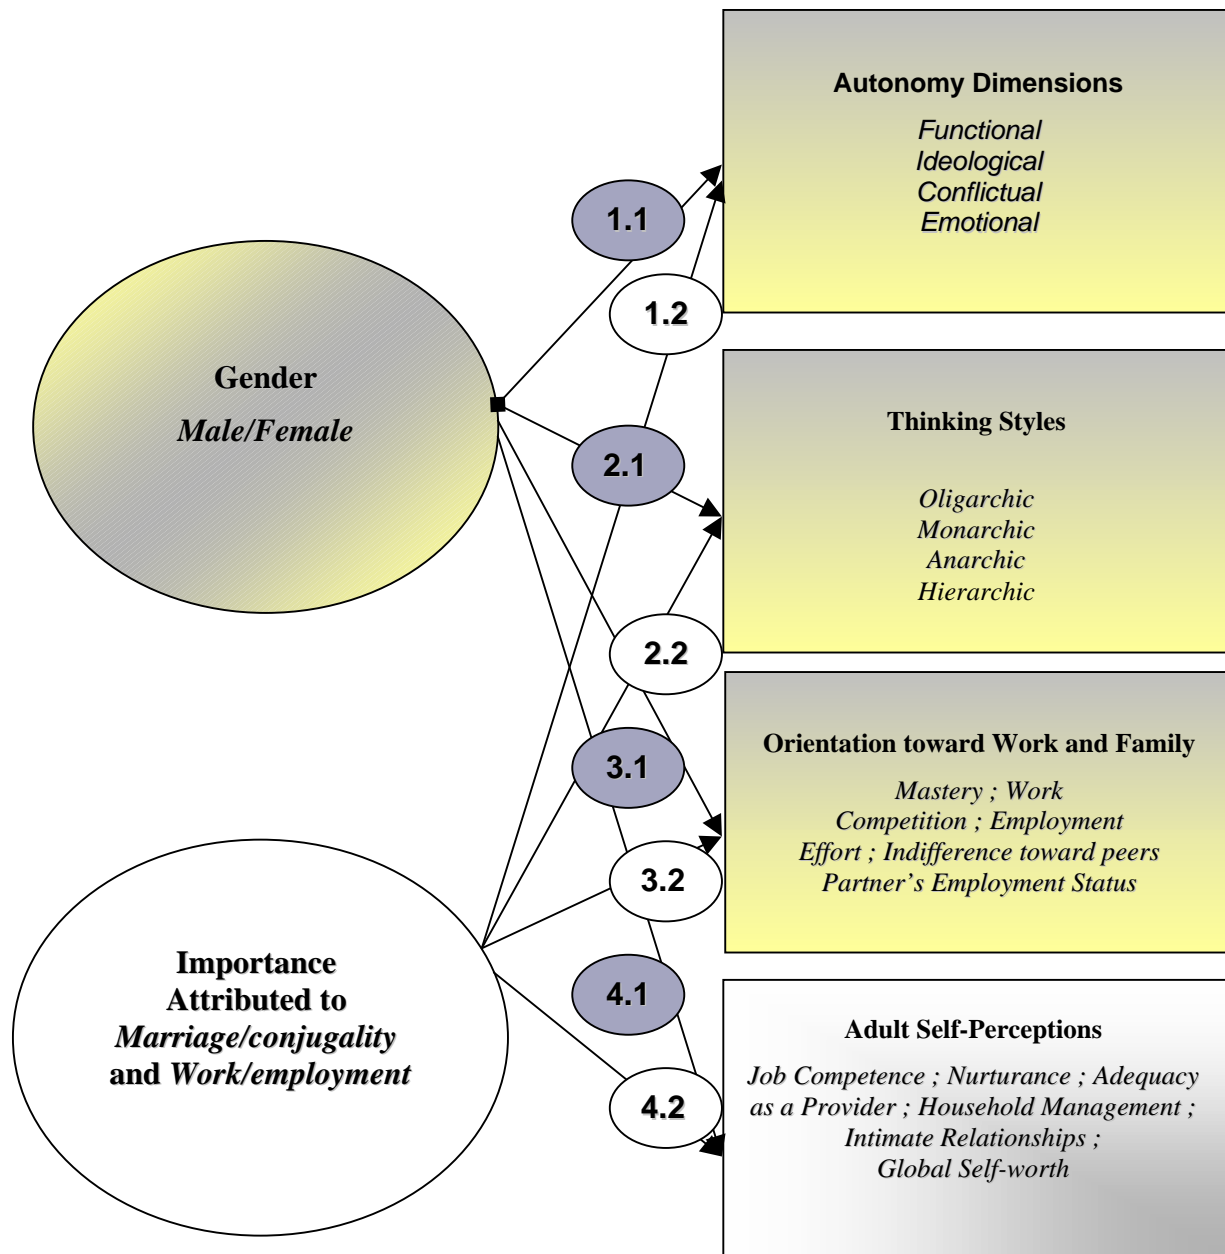 Autonomy Dimensions
Functional
Ideological
Conflictual
Emotional
1.1
1.2
Gender
Male/Female
Thinking Styles
Oligarchic
Monarchic
Anarchic
Hierarchic
2.1
2.2
Orientation toward Work and Family
Mastery ; Work
Competition ; Employment
Effort ; Indifference toward peers
Partner’s Employment Status
3.1
3.2
Importance
Attributed to
Marriage/conjugality
and Work/employment
4.1
4.2
Adult Self-Perceptions
Job Competence ; Nurturance ; Adequacy
as a Provider ; Household Management ;
Intimate Relationships ;
Global Self-worth